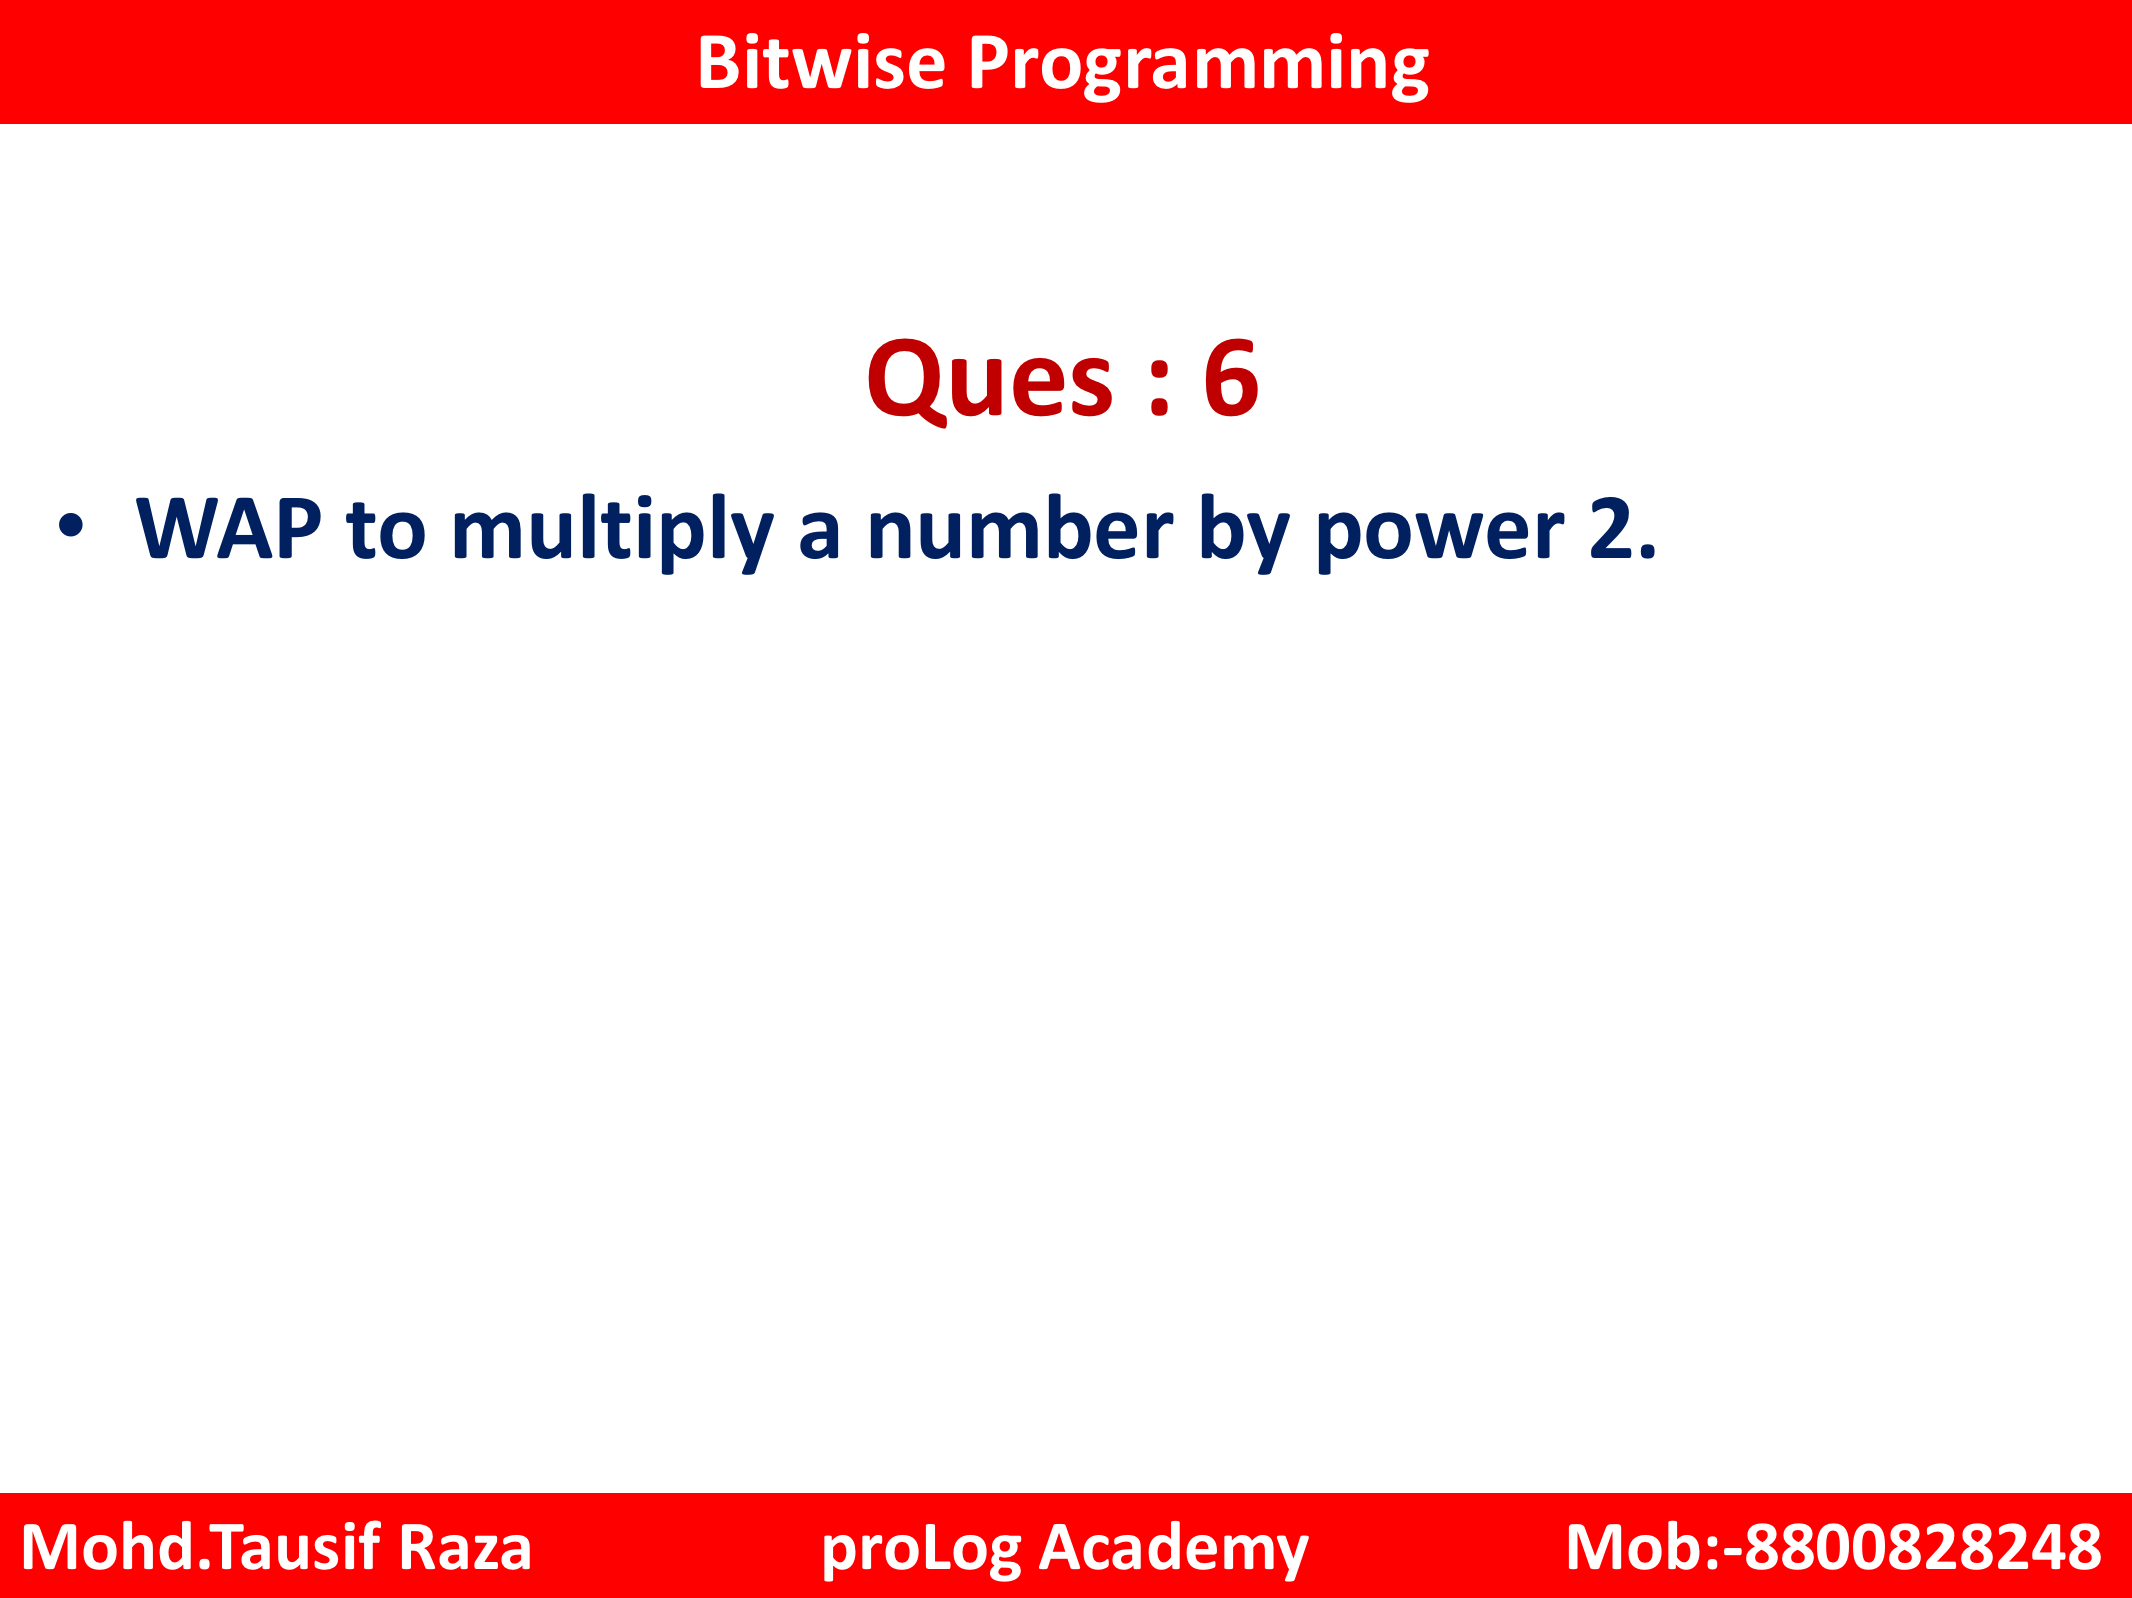 Bitwise Programming
Ques : 6
• WAP to multiply a number by power 2.
Mohd.Tausif Raza proLog Academy Mob:-8800828248